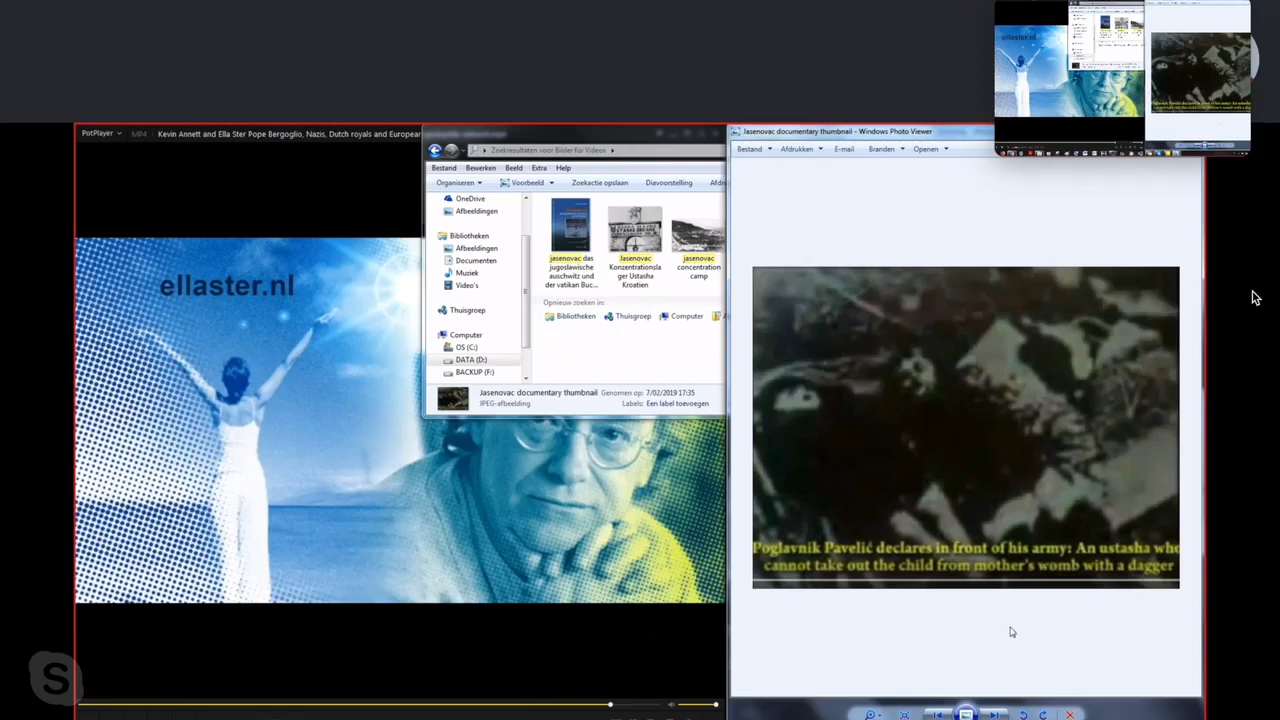 PotPlayer
MP4
Kevin Annett and Ella Ster Pope Bergoglio, Nazis, Dutch royals and European
Zoekresultaten voor Bilder für Videos
Bestand Bewerken Beeld Extra Help
Organiseren Voorbeeld Zoekactie opslaan Diavoorstelling Afdru
OneDrive
Afbeeldingen
Bibliotheken
Afbeeldingen
Documenten
Muziek
Video's
Thuisgroep
Computer
OS (C:)
DATA (D:)
BACKUP (F:)
jasenovac das
jugoslawische
auschwitz und
der vatikan Buc...
Jasenovac
Konzentrationsla
ger Ustasha
Kroatien
jasenovac
concentration
camp
Opnieuw zoeken in:
Bibliotheken Thuisgroep Computer
Jasenovac documentary thumbnail Genomen op: 7/02/2019 17:35
JPEG-afbeelding Labels: Een label toevoegen
ellaster.nl
Jasenovac documentary thumbnail - Windows Photo Viewer
Bestand Afdrukken E-mail Branden Openen
Poglavnik Pavelić declares in front of his army: An ustasha who
cannot take out the child from mother's womb with a dagger
ellaster.nl